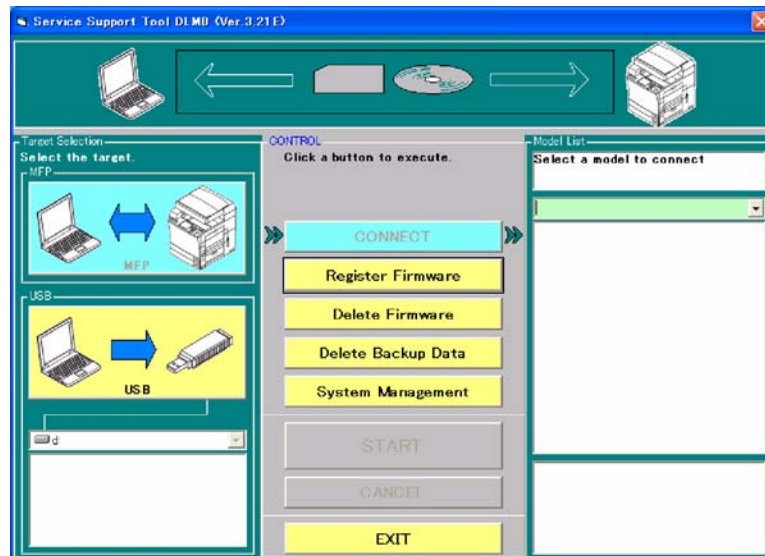 Service Support Tool DLMD (Ver.3.21E)
Target Selection
Select the target.
MFP
MFP
USB
USB
d:
CONTROL
Click a button to execute.
CONNECT
Register Firmware
Delete Firmware
Delete Backup Data
System Management
START
CANCEL
EXIT
Model List
Select a model to connect